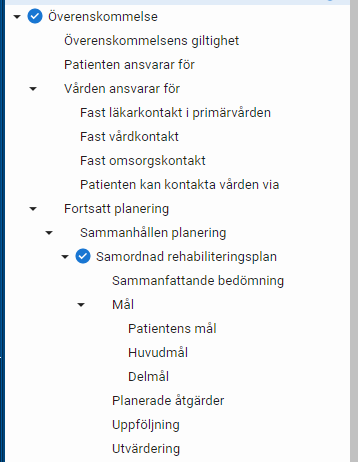 Överenskommelse
Överenskommelsens giltighet
Patienten ansvarar för
Vården ansvarar för
Fast läkarkontakt i primärvården
Fast vårdkontakt
Fast omsorgskontakt
Patienten kan kontakta vården via
Fortsatt planering
Sammanhållen planering
Samordnad rehabiliteringsplan
Sammanfattande bedömning
Mål
Patientens mål
Huvudmål
Delmål
Planerade åtgärder
Uppföljning
Utvärdering